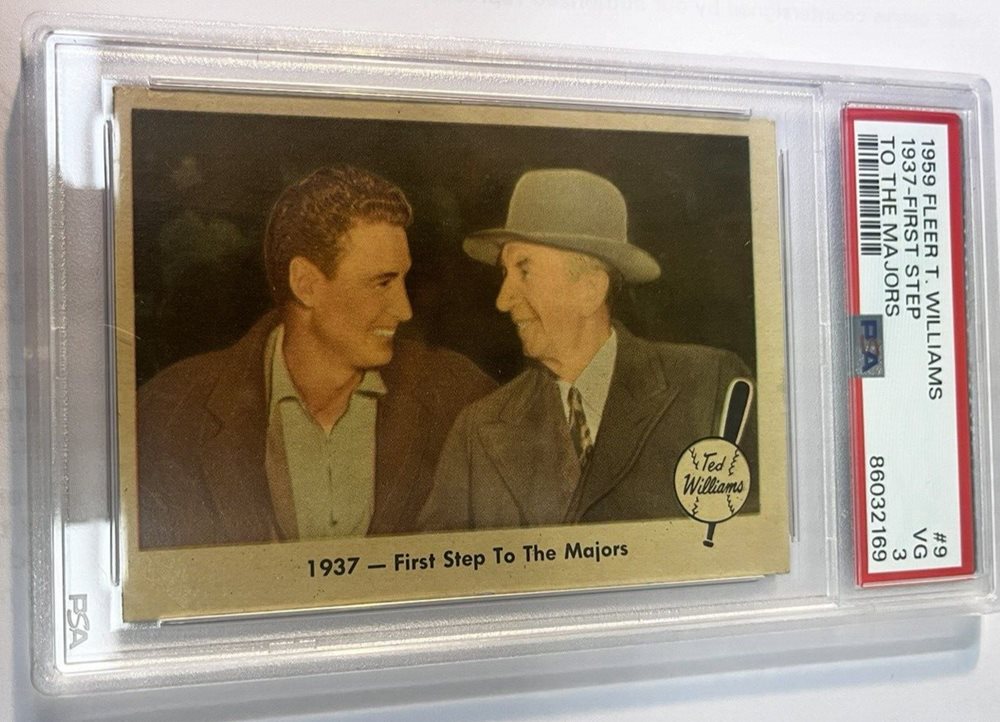 1959 FLEER T. WILLIAMS #9
1937-FIRST STEP VG
TO THE MAJORS 3
PSA 86032169
Ted
Williams
1937 — First Step To The Majors
PSA